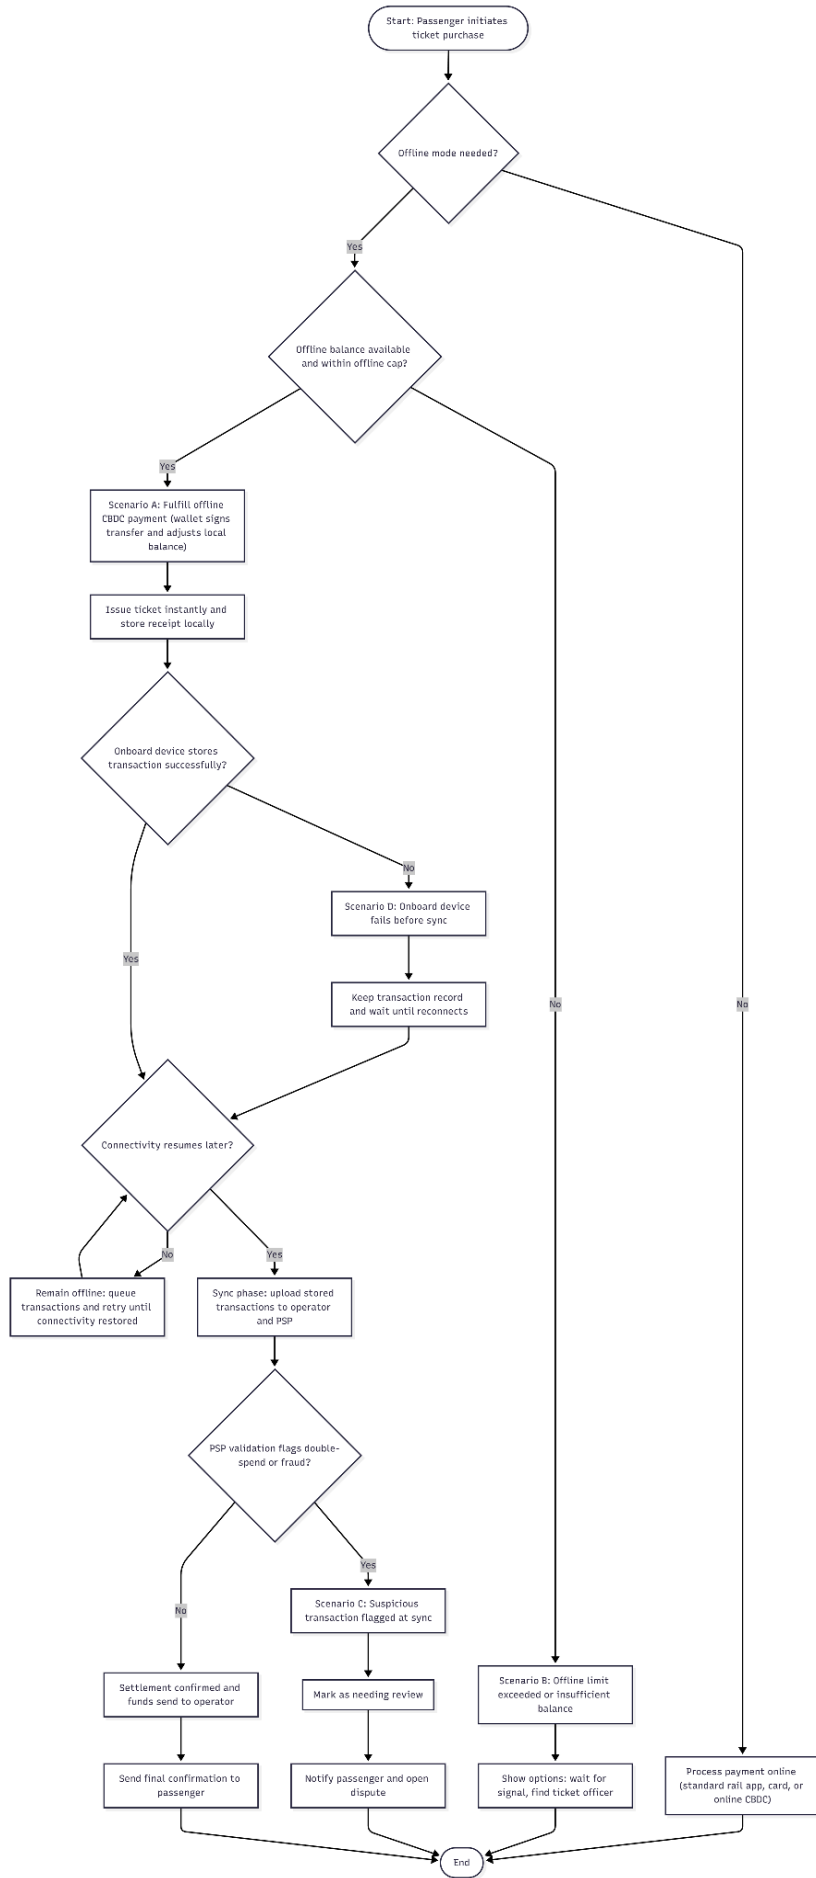 Start: Passenger initiates
ticket purchase
Offline mode needed?
Yes
Offline balance available
and within offline cap?
Yes
Scenario A: Fulfill offline
CBDC payment (wallet signs
transfer and adjusts local
balance)
Issue ticket instantly and
store receipt locally
Onboard device stores
transaction successfully?
No
Scenario D: Onboard device
fails before sync
Yes
Keep transaction record
and wait until reconnects
No
No
Connectivity resumes later?
No
Yes
Remain offline: queue
transactions and retry until
connectivity restored
Sync phase: upload stored
transactions to operator
and PSP
PSP validation flags double-
spend or fraud?
Yes
No
Scenario C: Suspicious
transaction flagged at sync
Settlement confirmed and
funds send to operator
Mark as needing review
Scenario B: Offline limit
exceeded or insufficient
balance
Send final confirmation to
passenger
Notify passenger and open
dispute
Show options: wait for
signal, find ticket officer
Process payment online
(standard rail app, card, or
online CBDC)
End